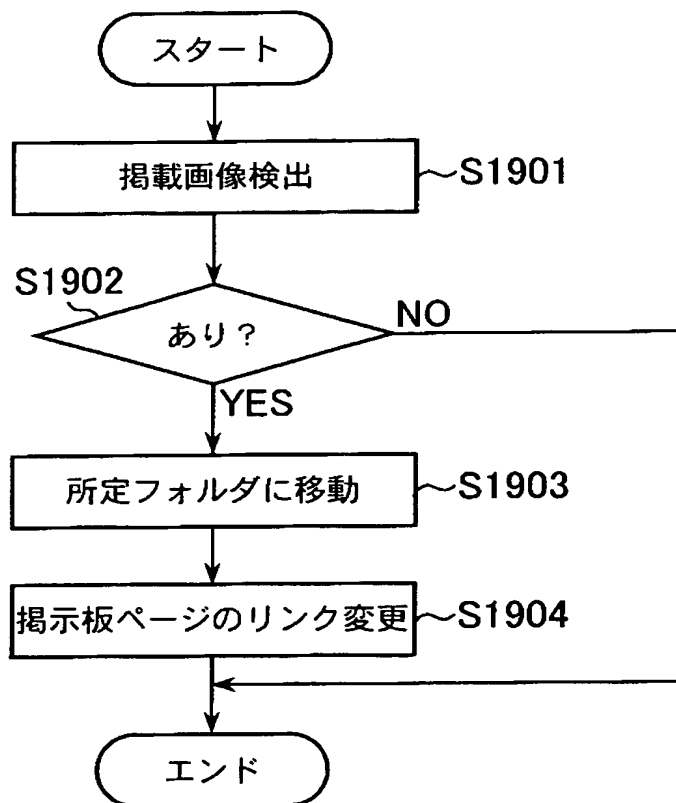 スタート
掲載画像検出
S1901
S1902
あり？
NO
YES
所定フォルダに移動
S1903
掲示板ページのリンク変更
S1904
エンド